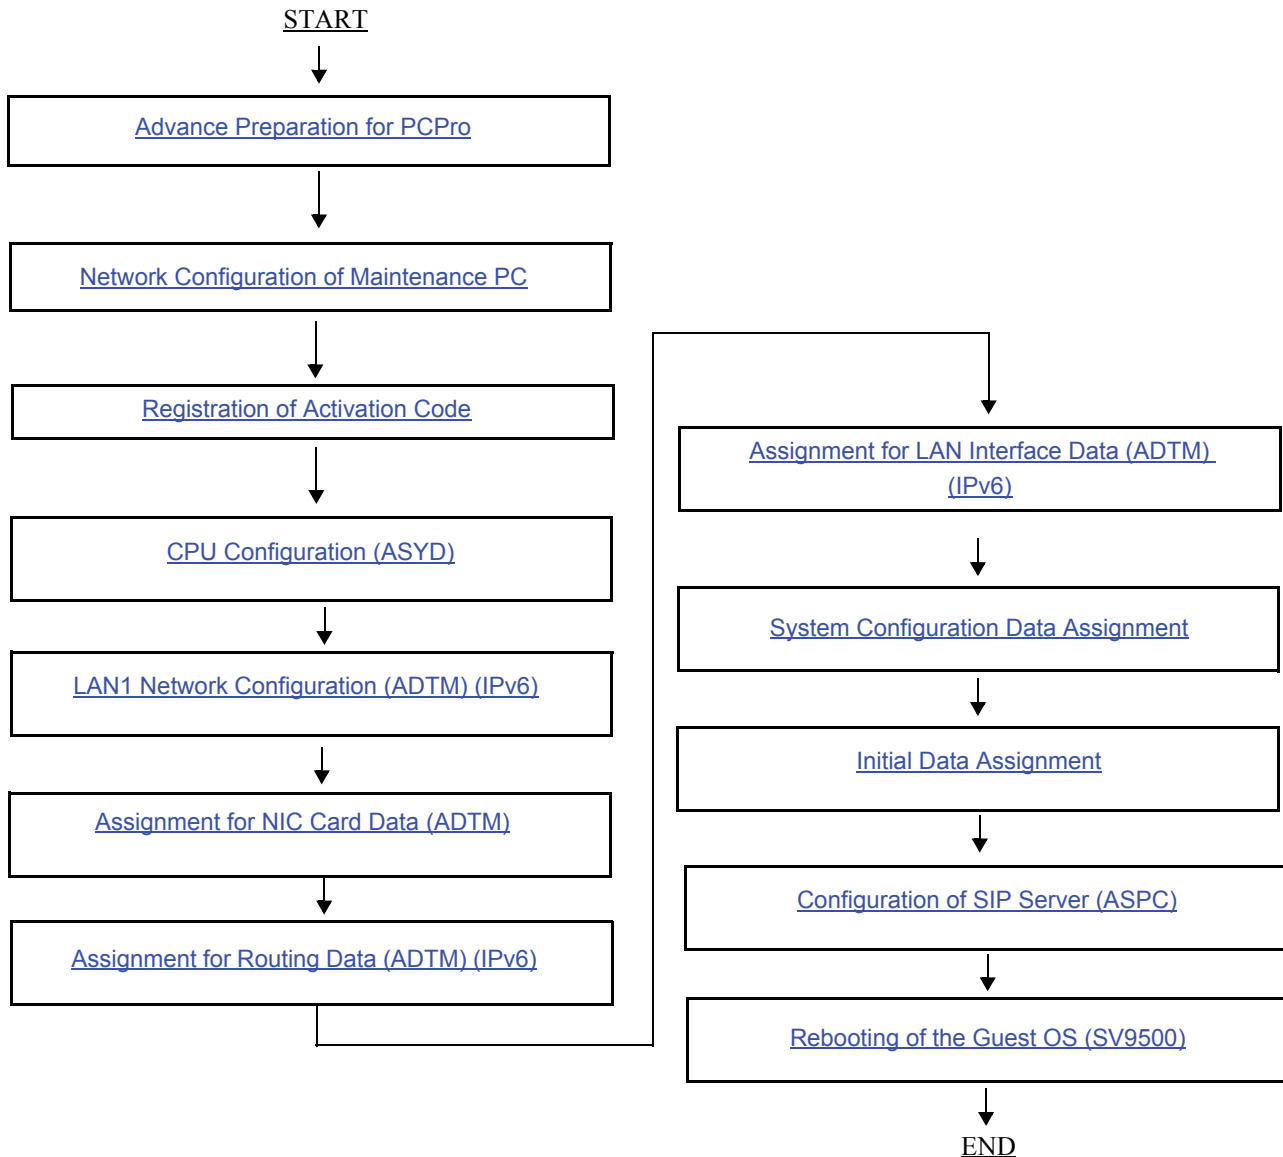 START
Advance Preparation for PCPro
Network Configuration of Maintenance PC
Registration of Activation Code
CPU Configuration (ASYD)
LAN1 Network Configuration (ADTM) (IPv6)
Assignment for NIC Card Data (ADTM)
Assignment for Routing Data (ADTM) (IPv6)
Assignment for LAN Interface Data (ADTM)
(IPv6)
System Configuration Data Assignment
Initial Data Assignment
Configuration of SIP Server (ASPC)
Rebooting of the Guest OS (SV9500)
END